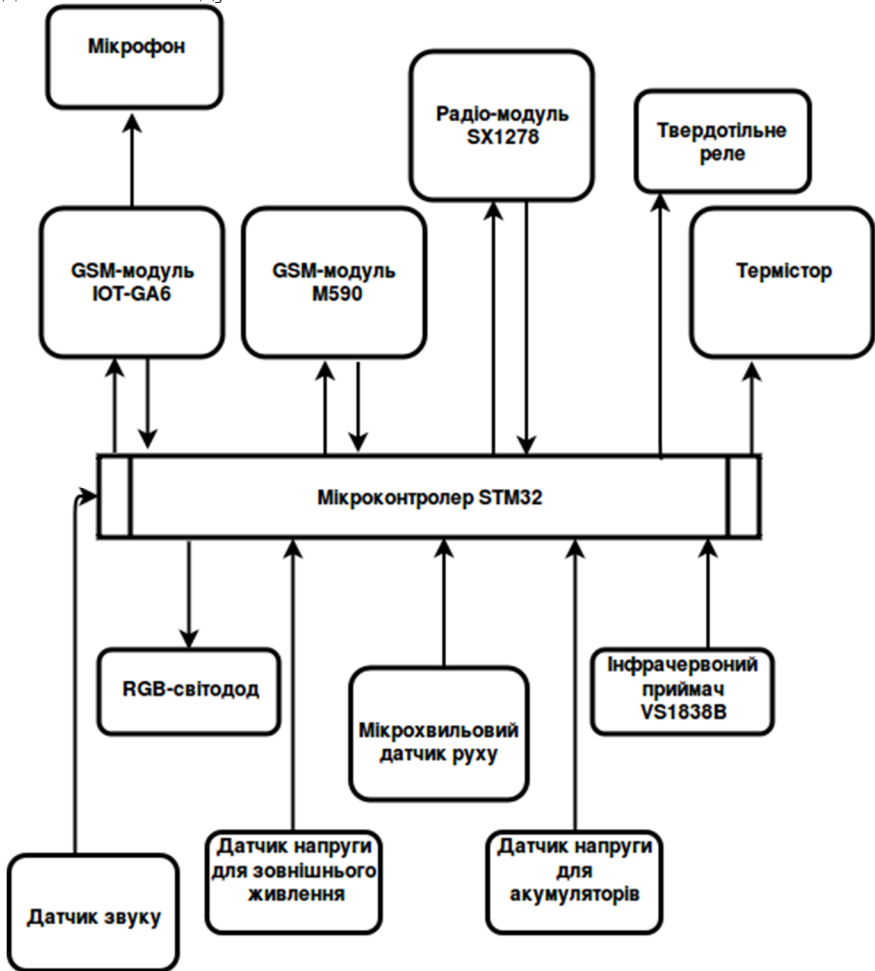 Мікрофон
Радіо-модуль
SX1278
Твердотільне
реле
GSM-модуль
IOT-GA6
GSM-модуль
M590
Термістор
Мікроконтролер STM32
RGB-світодод
Інфрачервоний
приймач
VS1838B
Мікрохвильовий
датчик руху
Датчик напруги
для зовнішнього
живлення
Датчик напруги
для
акумуляторів
Датчик звуку